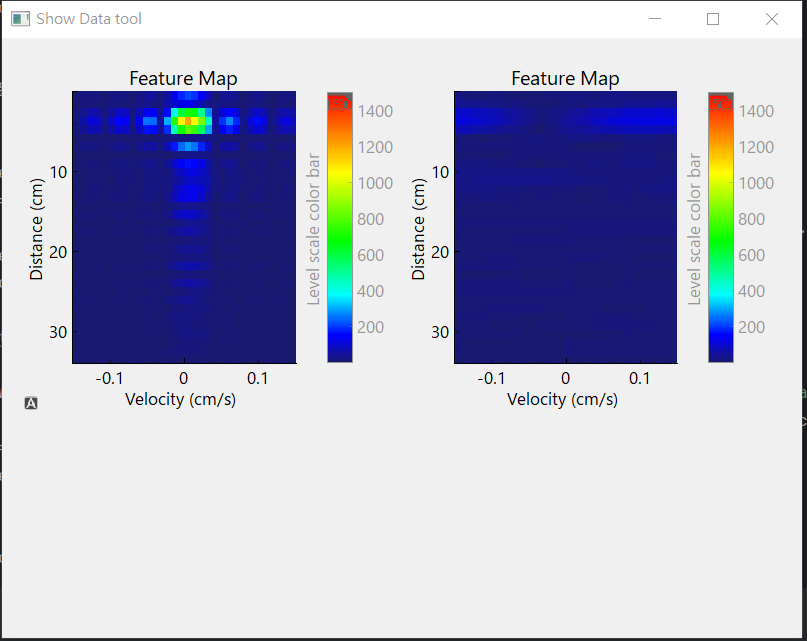 Show Data tool
Feature Map
Distance (cm)
10
20
30
-0.1
0
0.1
Velocity (cm/s)
Level scale color bar
1400
1200
1000
800
600
400
200
Feature Map
Distance (cm)
10
20
30
-0.1
0
0.1
Velocity (cm/s)
Level scale color bar
1400
1200
1000
800
600
400
200
A